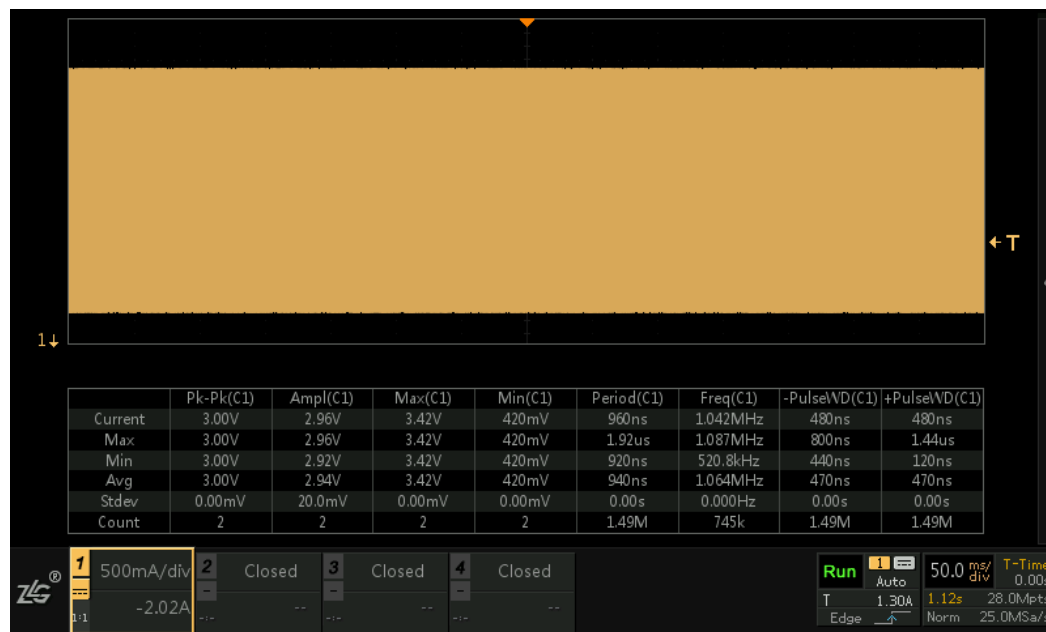 T
1
Pk-Pk(C1) Ampl(C1) Max(C1) Min(C1) Period(C1) Freq(C1) -PulseWD(C1) +PulseWD(C1)
Current 3.00V 2.96V 3.42V 420mV 960ns 1.042MHz 480ns 480ns
Max 3.00V 2.96V 3.42V 420mV 1.92us 1.087MHz 800ns 1.44us
Min 3.00V 2.92V 3.42V 420mV 920ns 520.8kHz 440ns 120ns
Avg 3.00V 2.94V 3.42V 420mV 940ns 1.064MHz 470ns 470ns
Stdev 0.00mV 20.0mV 0.00mV 0.00mV 0.00s 0.000Hz 0.00s 0.00s
Count 2 2 2 2 1.49M 745k 1.49M 1.49M
ZLG®
1 500mA/div
1:1 -2.02A
2 Closed
-:- --
3 Closed
-:- --
4 Closed
-:- --
Run 1 Auto
T 1.30A
Edge
50.0 ms/div T-Time
0.00s
1.12s 28.0Mpts
Norm 25.0MSa/s